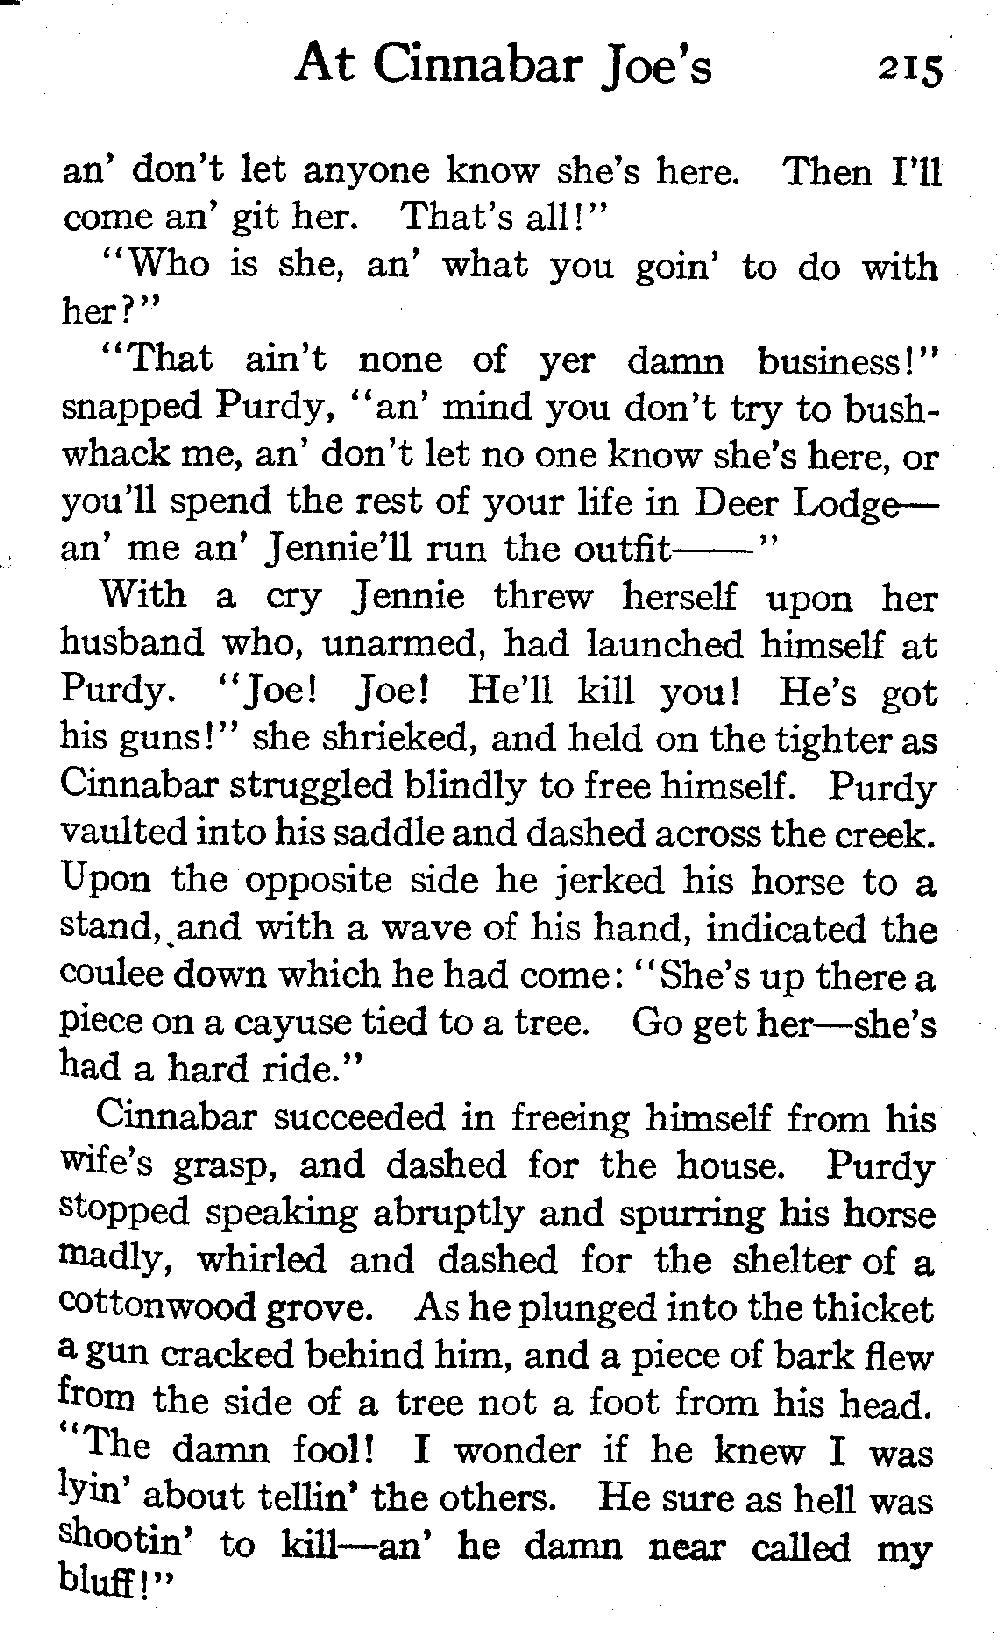 At Cinnabar Joe's 215
an' don't let anyone know she's here. Then I'll
come an' git her. That's all!"
"Who is she, an' what you goin' to do with
her?"
"That ain't none of yer damn business!"
snapped Purdy, "an' mind you don't try to bush-
whack me, an' don't let no one know she's here, or
you'll spend the rest of your life in Deer Lodge—
an' me an' Jennie'll run the outfit——"
With a cry Jennie threw herself upon her
husband who, unarmed, had launched himself at
Purdy. "Joe! Joe! He'll kill you! He's got
his guns!" she shrieked, and held on the tighter as
Cinnabar struggled blindly to free himself. Purdy
vaulted into his saddle and dashed across the creek.
Upon the opposite side he jerked his horse to a
stand, and with a wave of his hand, indicated the
coulee down which he had come: "She's up there a
piece on a cayuse tied to a tree. Go get her—she's
had a hard ride."
Cinnabar succeeded in freeing himself from his
wife's grasp, and dashed for the house. Purdy
stopped speaking abruptly and spurring his horse
madly, whirled and dashed for the shelter of a
cottonwood grove. As he plunged into the thicket
a gun cracked behind him, and a piece of bark flew
from the side of a tree not a foot from his head.
"The damn fool! I wonder if he knew I was
lyin' about tellin' the others. He sure as hell was
shootin' to kill—an' he damn near called my
bluff!"